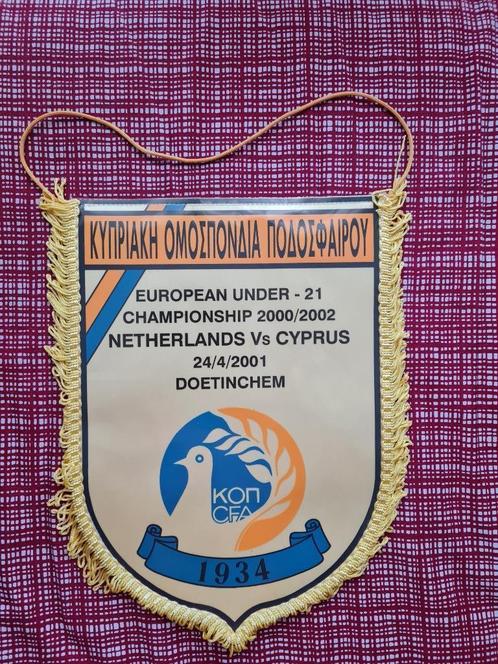 ΚΥΠΡΙΑΚΗ ΟΜΟΣΠΟΝΔΙΑ ΠΟΔΟΣΦΑΙΡΟΥ
EUROPEAN UNDER - 21
CHAMPIONSHIP 2000/2002
NETHERLANDS Vs CYPRUS
24/4/2001
DOETINCHEM
ΚΟΠ
CFA
1934